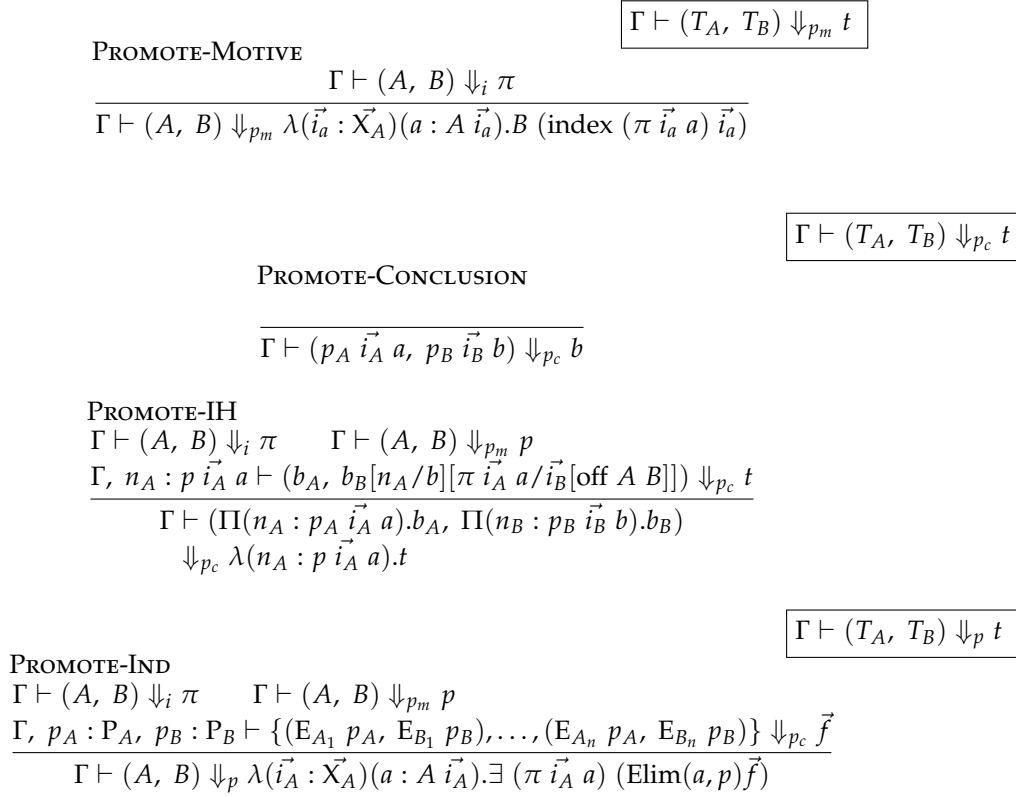 Γ ⊢ (T_A, T_B) ⇓_{p_m} t
PROMOTE-MOTIVE
Γ ⊢ (A, B) ⇓_i π
Γ ⊢ (A, B) ⇓_{p_m} λ(i⃗_a : X⃗_A)(a : A i⃗_a).B (index (π i⃗_a a) i⃗_a)
Γ ⊢ (T_A, T_B) ⇓_{p_c} t
PROMOTE-CONCLUSION
Γ ⊢ (p_A i⃗_A a, p_B i⃗_B b) ⇓_{p_c} b
PROMOTE-IH
Γ ⊢ (A, B) ⇓_i π Γ ⊢ (A, B) ⇓_{p_m} p
Γ, n_A : p i⃗_A a ⊢ (b_A, b_B[n_A/b][π i⃗_A a/i⃗_B[off A B]]) ⇓_{p_c} t
Γ ⊢ (Π(n_A : p_A i⃗_A a).b_A, Π(n_B : p_B i⃗_B b).b_B)
⇓_{p_c} λ(n_A : p i⃗_A a).t
Γ ⊢ (T_A, T_B) ⇓_p t
PROMOTE-IND
Γ ⊢ (A, B) ⇓_i π Γ ⊢ (A, B) ⇓_{p_m} p
Γ, p_A : P_A, p_B : P_B ⊢ {(E_{A_1} p_A, E_{B_1} p_B),..., (E_{A_n} p_A, E_{B_n} p_B)} ⇓_{p_c} f⃗
Γ ⊢ (A, B) ⇓_p λ(i⃗_A : X⃗_A)(a : A i⃗_A).∃ (π i⃗_A a) (Elim(a, p)f⃗)